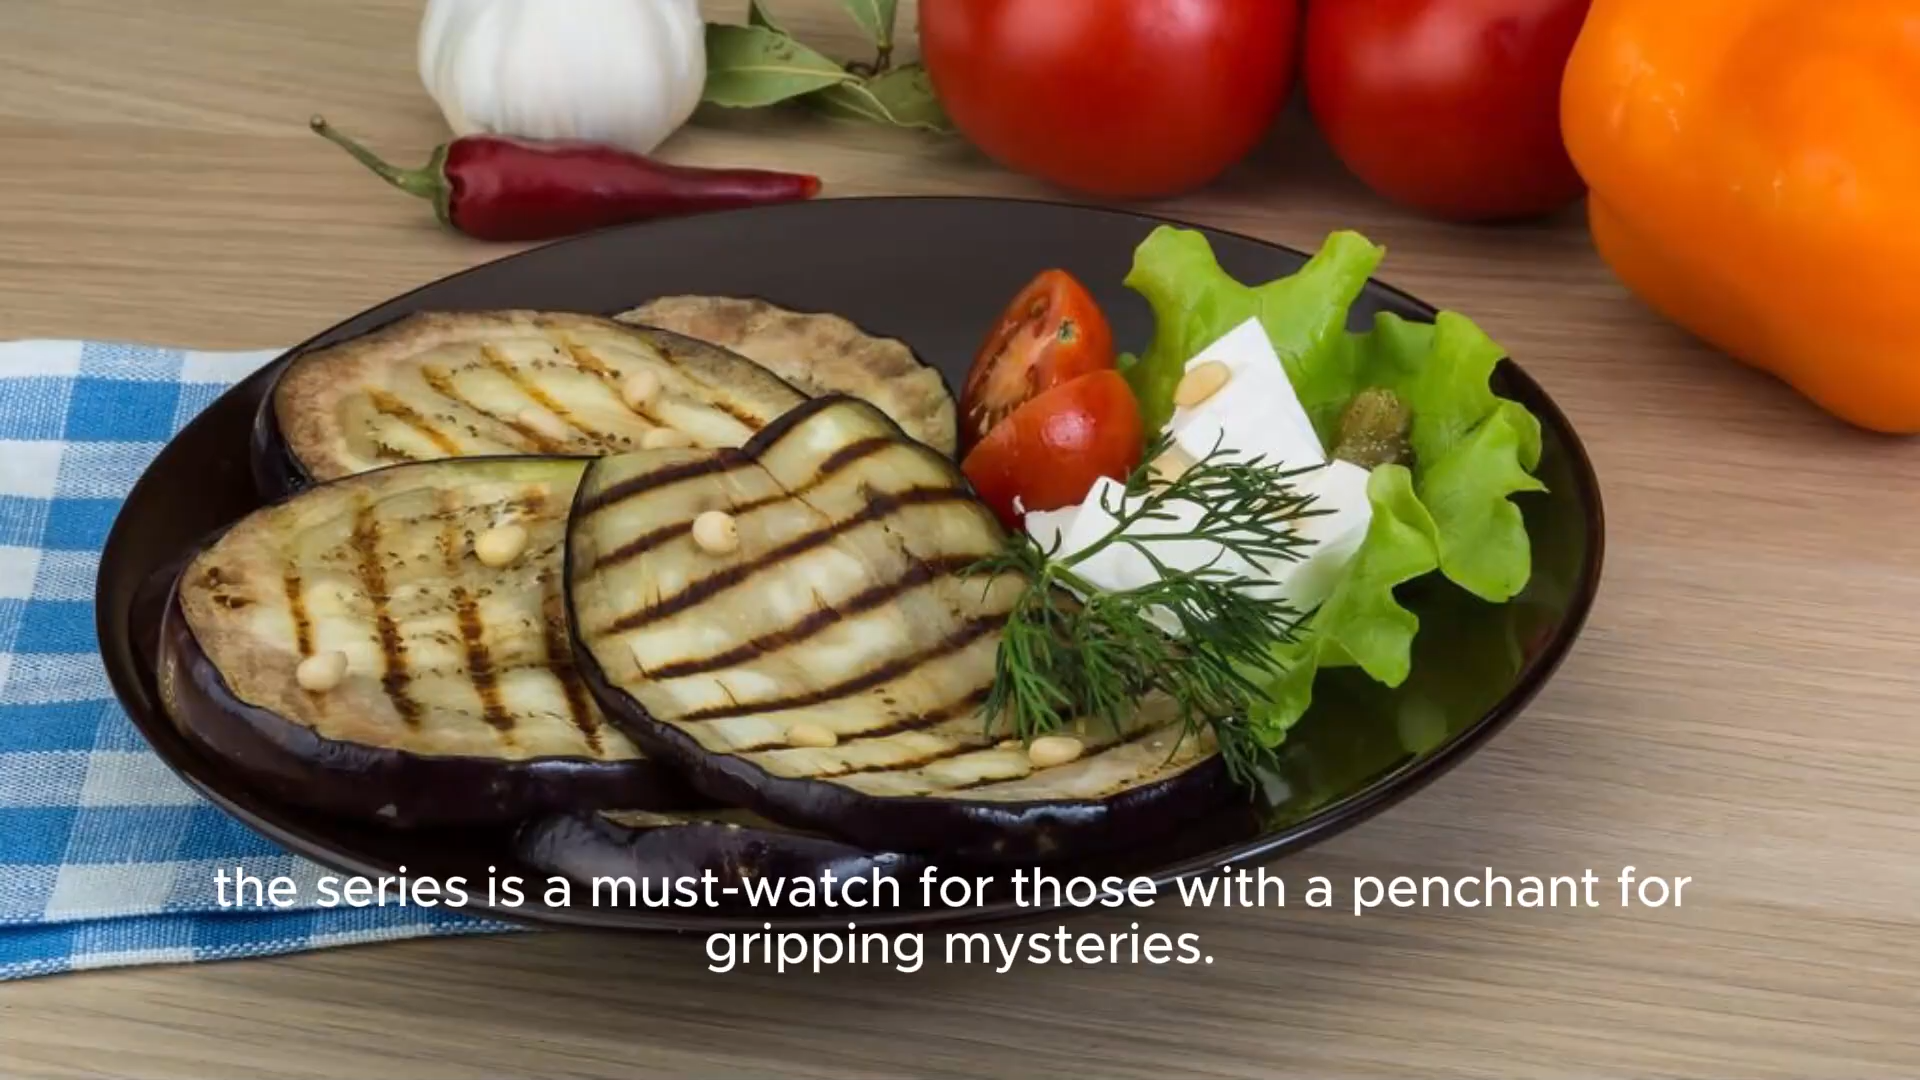 the series is a must-watch for those with a penchant for
gripping mysteries.